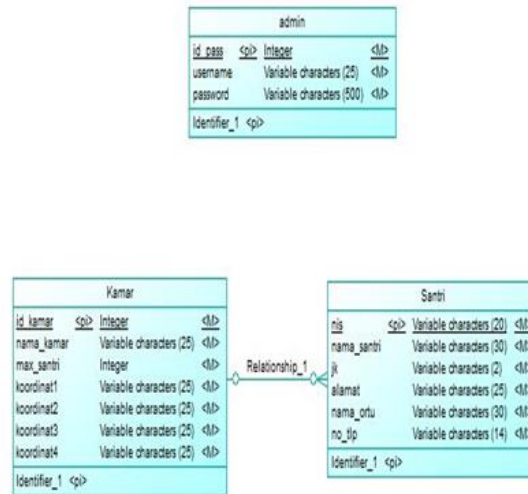 admin
id_pass <pi> Integer <M>
username Variable characters (25) <M>
password Variable characters (500) <M>
Identifier_1 <pi>
Kamar
id_kamar <pi> Integer <M>
nama_kamar Variable characters (25) <M>
max_santri Integer <M>
koordinat1 Variable characters (25) <M>
koordinat2 Variable characters (25) <M>
koordinat3 Variable characters (25) <M>
koordinat4 Variable characters (25) <M>
Identifier_1 <pi>
Relationship_1
Santri
nis <pi> Variable characters (20) <M
nama_santri Variable characters (30) <M
jk Variable characters (2) <M
alamat Variable characters (25) <M
nama_ortu Variable characters (30) <M
no_tlp Variable characters (14) <M
Identifier_1 <pi>